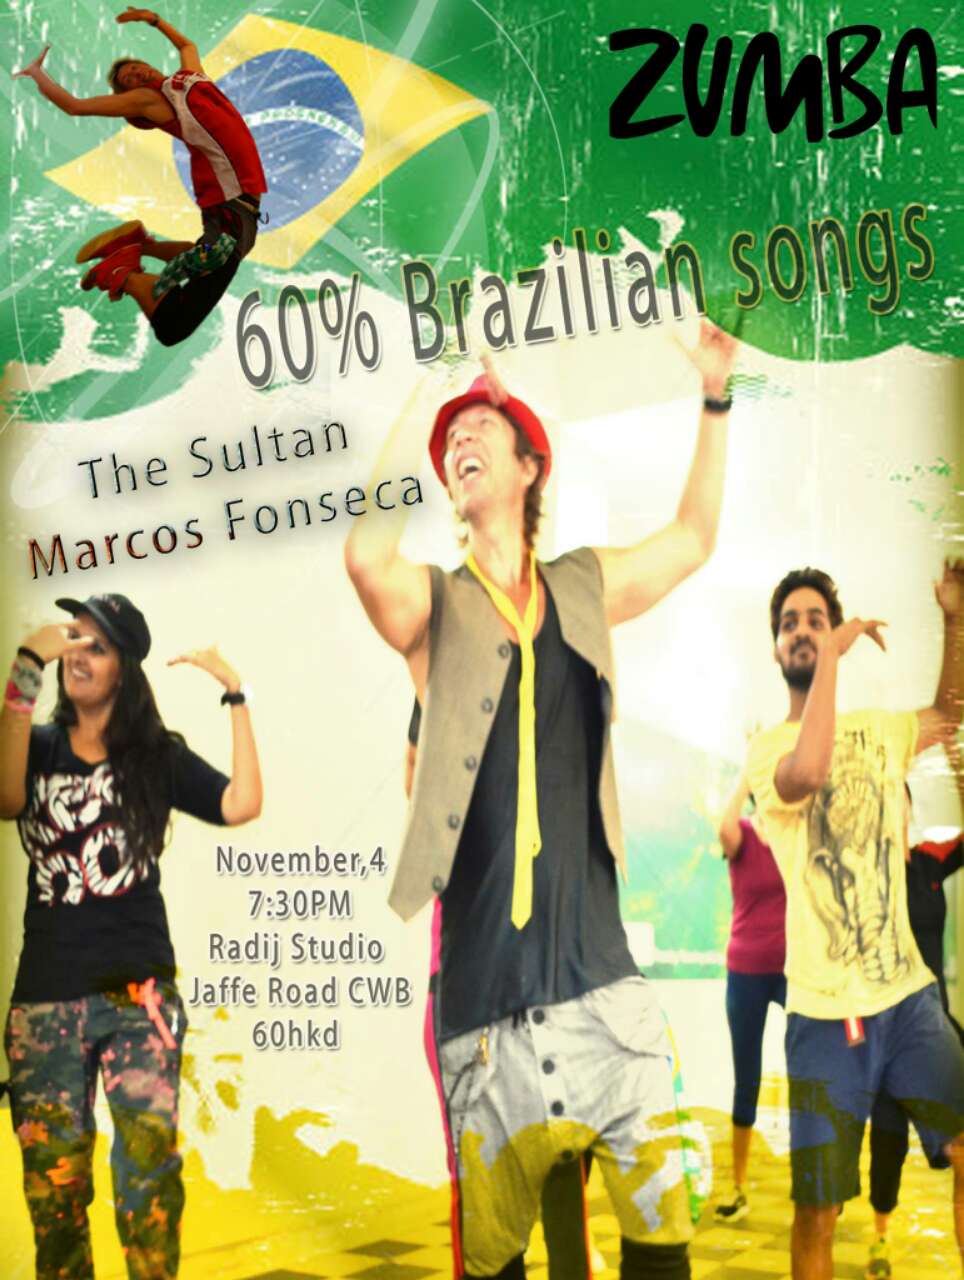 ZUMBA
60% Brazilian songs
The Sultan
Marcos Fonseca
November,4
7:30PM
Radij Studio
Jaffe Road CWB
60hkd